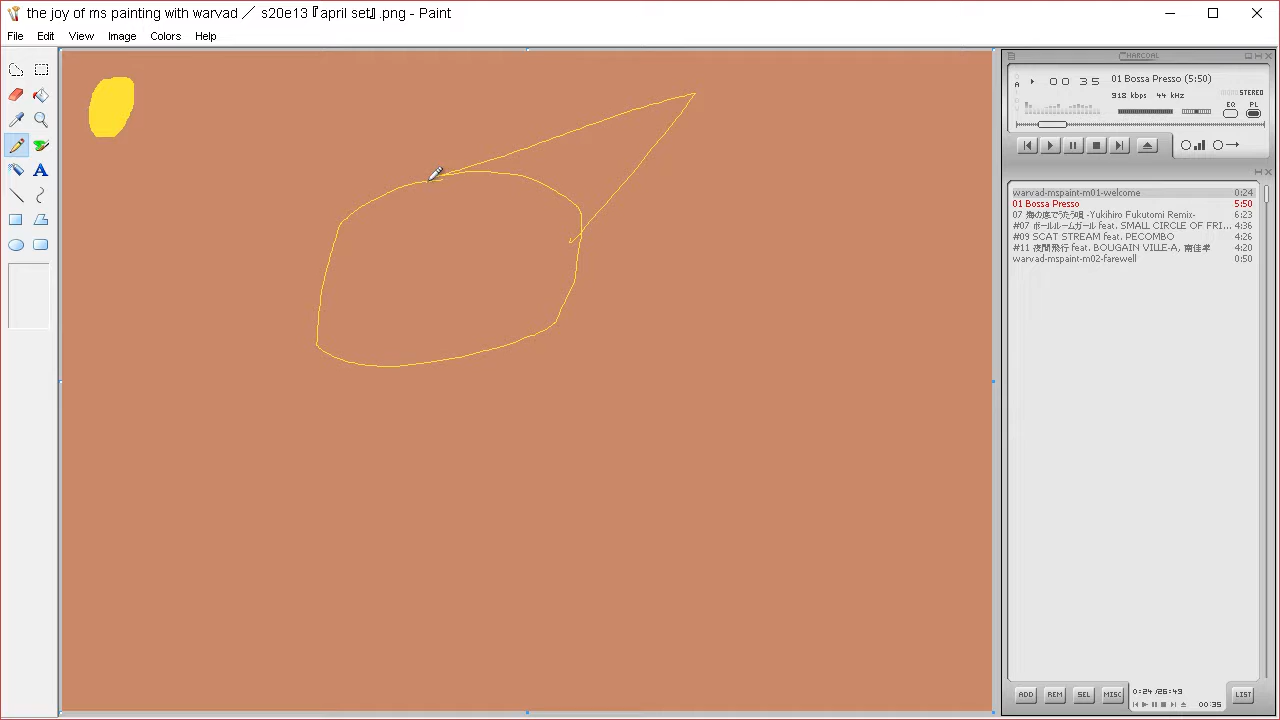 the joy of ms painting with warvad ／ s20e13『april set』.png - Paint
File Edit View Image Colors Help
CHARCOAL
00 35
01 Bossa Presso (5:50)
918 kbps 44 kHz
STEREO
EQ PL
warvad-mspaint-m01-welcome 0:24
01 Bossa Presso 5:50
07 海の底でうたう唄 -Yukihiro Fukutomi Remix- 6:23
#07 ボールルームガール feat. SMALL CIRCLE OF FRI... 4:36
#09 SCAT STREAM feat. PECOMBO 4:26
#11 夜間飛行 feat. BOUGAIN VILLE-A, 南佳孝 4:20
warvad-mspaint-m02-farewell 0:50
ADD REM SEL MISC 0:24/26:49 00:35 LIST